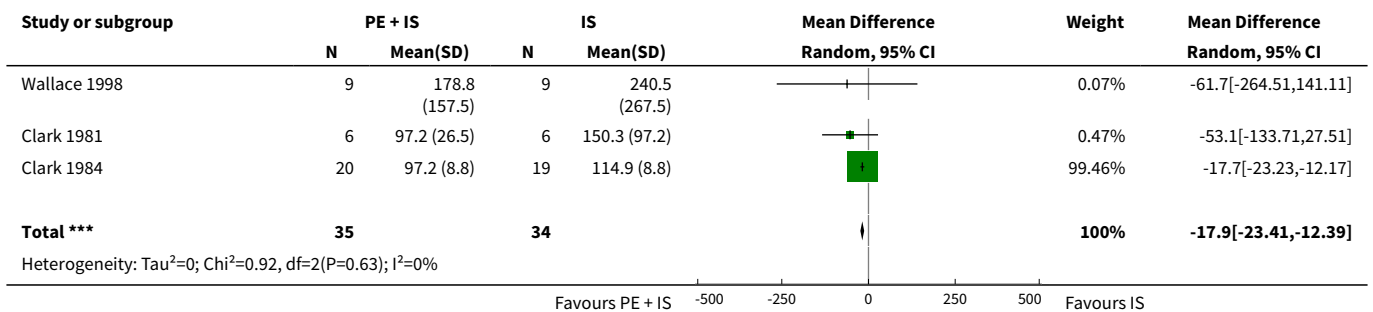 Study or subgroup PE + IS IS Mean Difference Weight Mean Difference
N Mean(SD) N Mean(SD) Random, 95% CI Random, 95% CI
Wallace 1998 9 178.8 9 240.5 0.07% -61.7[-264.51,141.11]
(157.5) (267.5)
Clark 1981 6 97.2 (26.5) 6 150.3 (97.2) 0.47% -53.1[-133.71,27.51]
Clark 1984 20 97.2 (8.8) 19 114.9 (8.8) 99.46% -17.7[-23.23,-12.17]
Total *** 35 34 100% -17.9[-23.41,-12.39]
Heterogeneity: Tau²=0; Chi²=0.92, df=2(P=0.63); I²=0%
Favours PE + IS -500 -250 0 250 500 Favours IS